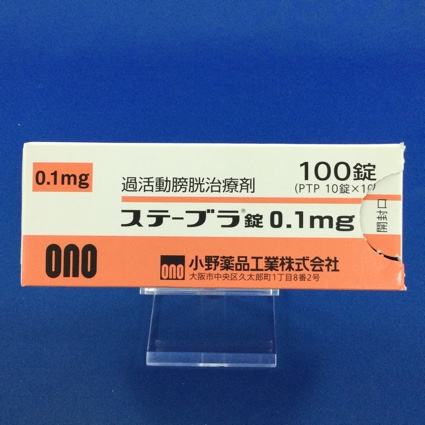 0.1mg
過活動膀胱治療剤
100錠
(PTP 10錠×10
ステーブラ®錠 0.1mg
開封口
ono
ono 小野薬品工業株式会社
大阪市中央区久太郎町1丁目8番2号